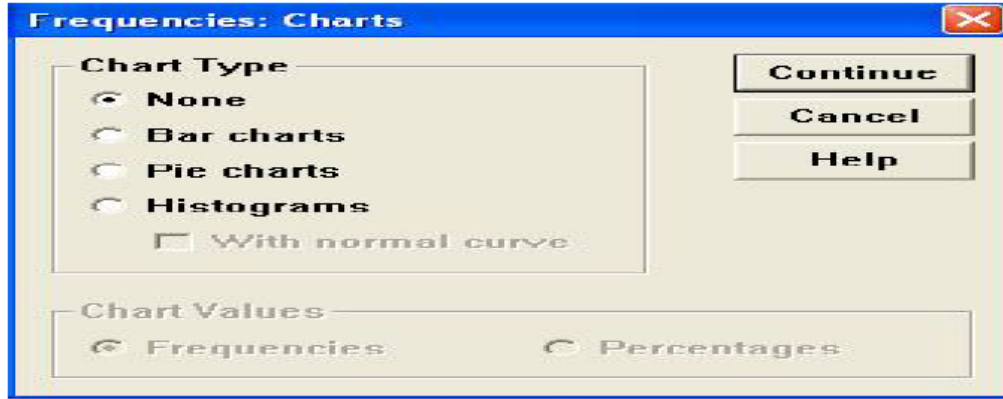 Frequencies: Charts
Chart Type
None
Bar charts
Pie charts
Histograms
With normal curve
Continue
Cancel
Help
Chart Values
Frequencies Percentages